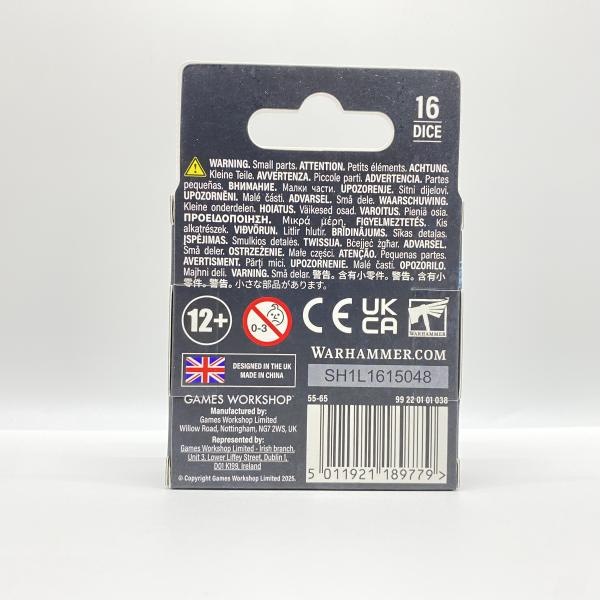 16
DICE
WARNING. Small parts. ATTENTION. Petits éléments. ACHTUNG.
Kleine Teile. AVVERTENZA. Piccole parti. ADVERTENCIA. Partes
pequeñas. ВНИМАНИЕ. Малки части. UPOZORENJE. Sitni dijelovi.
UPOZORNĚNÍ. Malé části. ADVARSEL. Små dele. WAARSCHUWING.
Kleine onderdelen. HOIATUS. Väikesed osad. VAROITUS. Pieniä osia.
ΠΡΟΕΙΔΟΠΟΙΗΣΗ. Μικρά μέρη. FIGYELMEZTETÉS. Kis
alkatrészek. VIÐVÖRUN. Litlir hlutir. BRĪDINĀJUMS. Sīkas detaļas.
ĮSPĖJIMAS. Smulkios detalės. TWISSIJA. Bċejjeċ żgħar. ADVARSEL.
Små deler. OSTRZEŻENIE. Małe części. ATENÇÃO. Pequenas partes.
AVERTISMENT. Părți mici. UPOZORNENIE. Malé časti. OPOZORILO.
Majhni deli. VARNING. Små delar. 警告。含有小零件。警告。含有小
零件。警告。小さな部品があります。
12+
0-3
CE
UK
CA
WARHAMMER
WARHAMMER.COM
DESIGNED IN THE UK
MADE IN CHINA
SH1L1615048
GAMES WORKSHOP
55-65
99 22 01 01 038
Manufactured by:
Games Workshop Limited
Willow Road, Nottingham, NG7 2WS, UK
Represented by:
Games Workshop Limited - Irish branch,
Unit 3, Lower Liffey Street, Dublin 1,
D01 K199, Ireland
© Copyright Games Workshop Limited 2025.
5 011921 189779 >